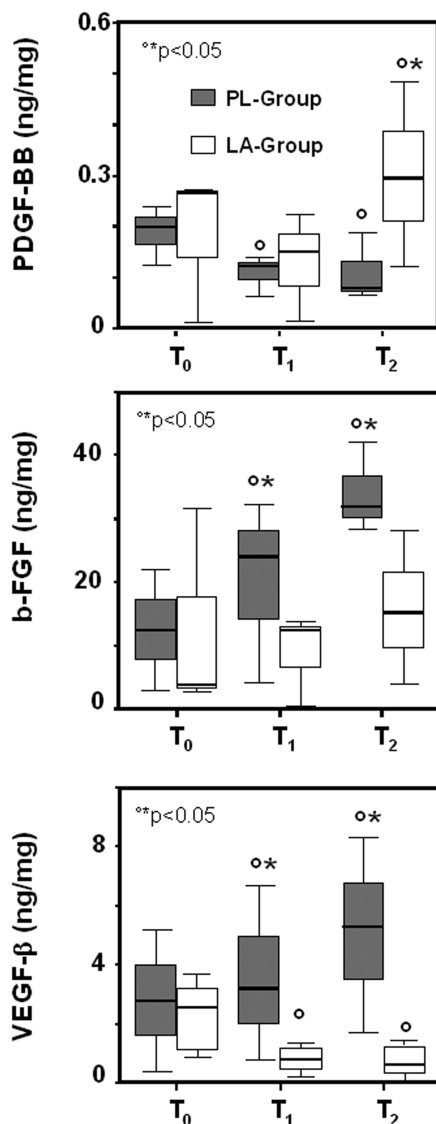 PDGF-BB (ng/mg)
0.6
0.3
0
°*p<0.05
PL-Group
LA-Group
°
°
°*
T₀ T₁ T₂
b-FGF (ng/mg)
40
20
0
°*p<0.05
°*
°*
T₀ T₁ T₂
VEGF-β (ng/mg)
8
4
0
°*p<0.05
°*
°
°*
°
T₀ T₁ T₂